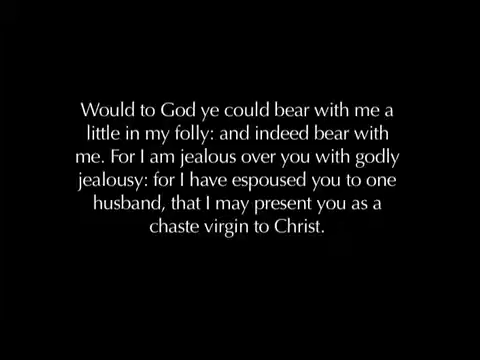 Would to God ye could bear with me a
little in my folly: and indeed bear with
me. For I am jealous over you with godly
jealousy: for I have espoused you to one
husband, that I may present you as a
chaste virgin to Christ.